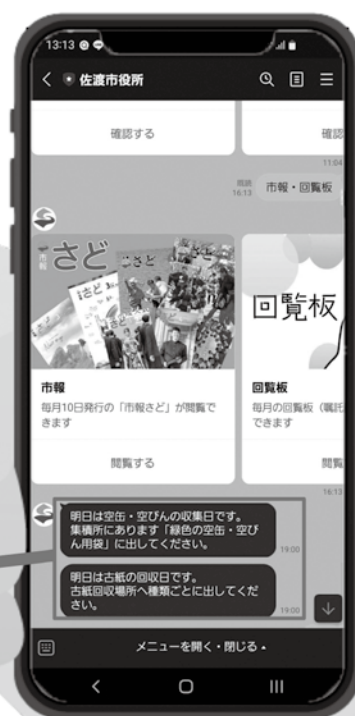 13:13
佐渡市役所
確認する
確認
11:04
既読
16:13
市報・回覧板
市報
さど
市報
毎月10日発行の「市報さど」が閲覧で
きます
閲覧する
回覧板
回覧板
毎月の回覧板（嘱託
できます
閲覧
16:13
明日は空缶・空びんの収集日です。
集積所にあります「緑色の空缶・空び
ん用袋」に出してください。
19:00
明日は古紙の回収日です。
古紙回収場所へ種類ごとに出してくだ
さい。
19:00
メニューを開く・閉じる